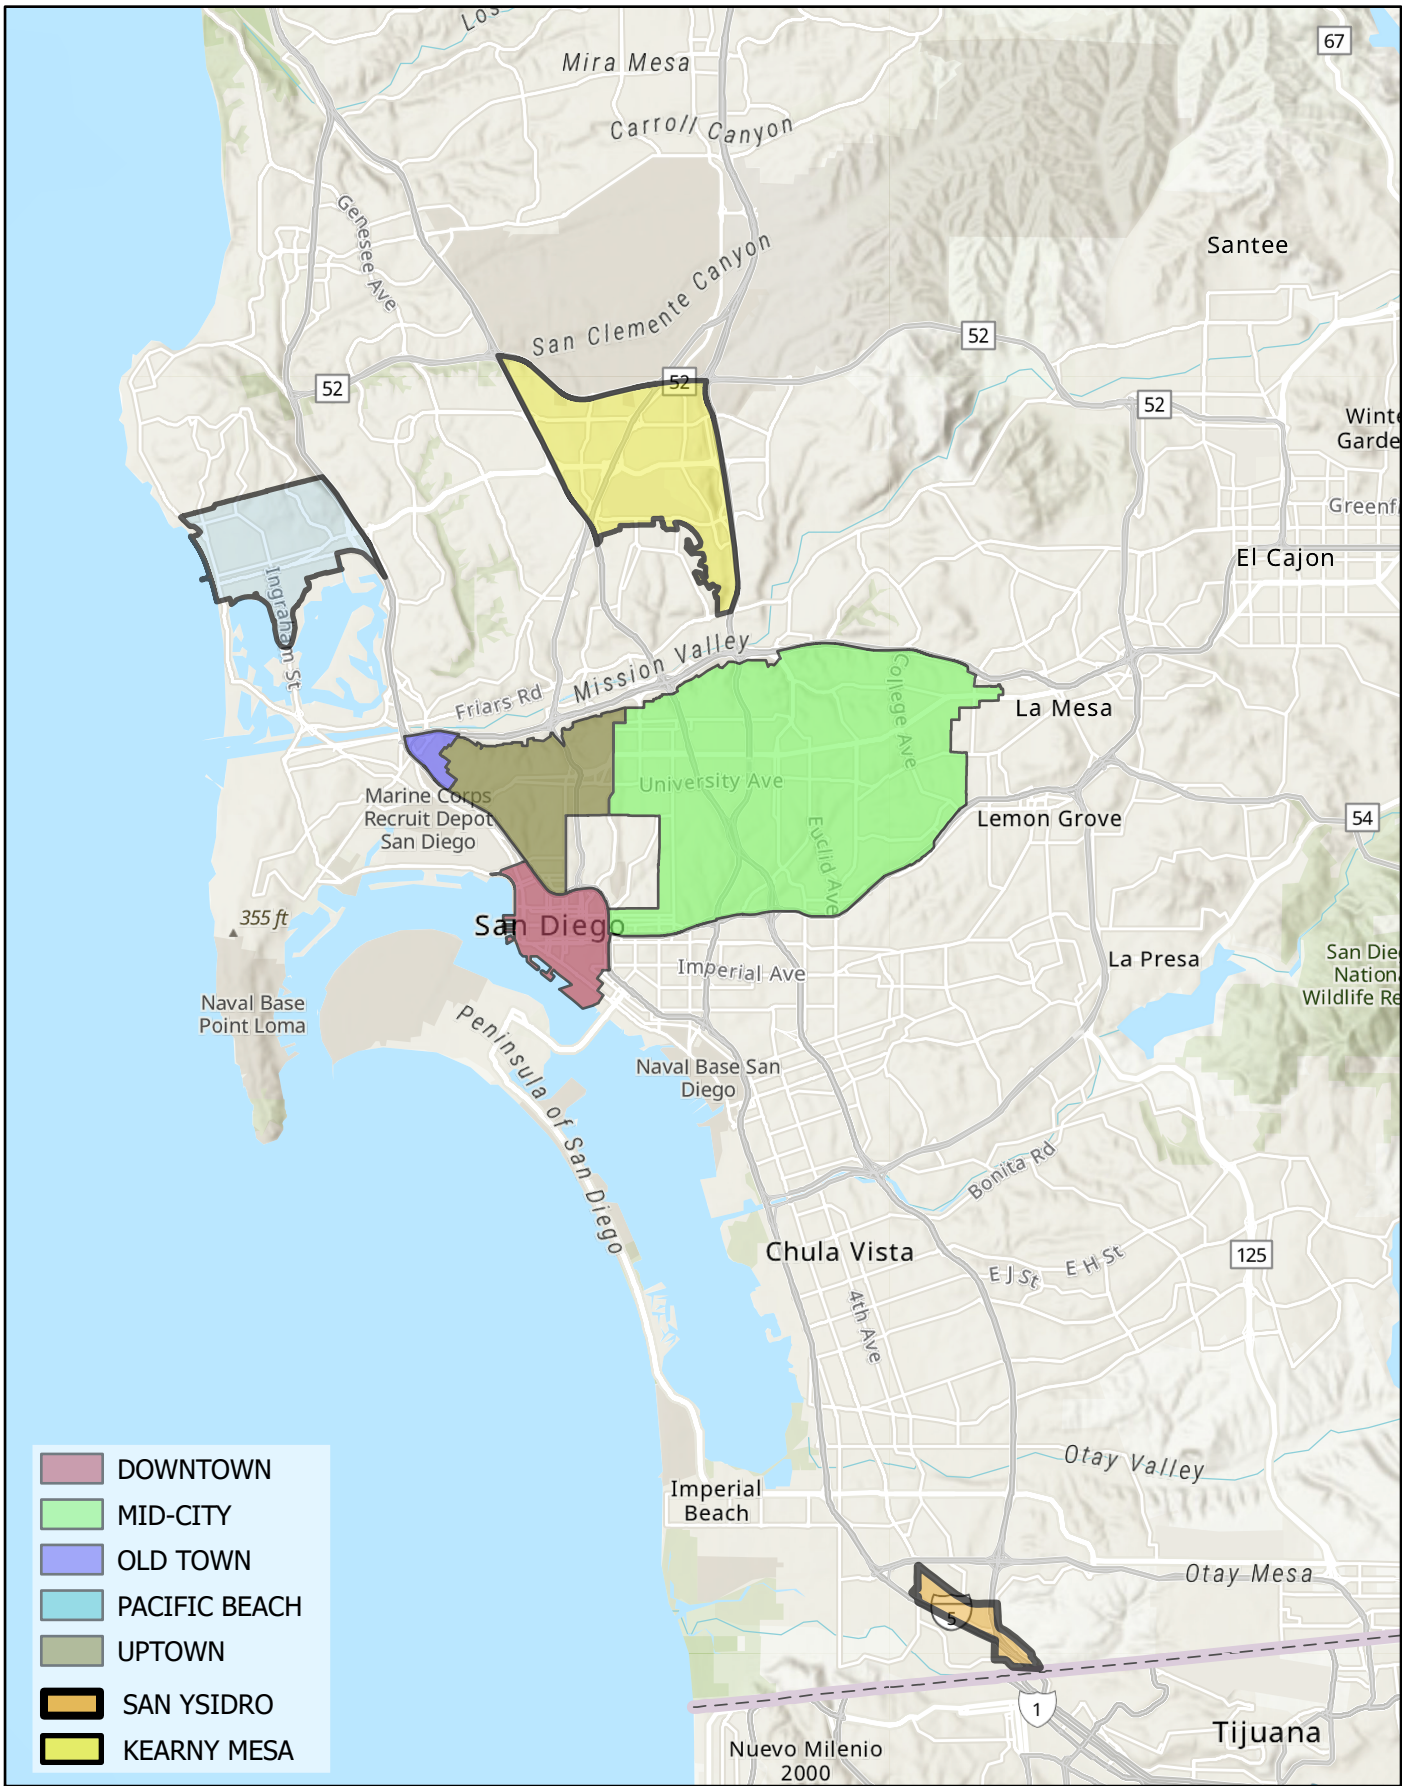 Los
67
Mira Mesa
Carroll Canyon
Genesee Ave
Santee
San Clemente Canyon
52
52
52
52
Winte
Garde
Greenf
El Cajon
Ingraham St
Mission Valley
Friars Rd
College Ave
La Mesa
University Ave
Marine Corps
Recruit Depot
San Diego
Euclid Ave
Lemon Grove
54
355 ft
San Diego
Imperial Ave
La Presa
San Die
Nationa
Wildlife Re
Naval Base
Point Loma
Peninsula of San Diego
Naval Base San
Diego
Bonita Rd
Chula Vista
E J St
E H St
125
4th Ave
Otay Valley
Imperial
Beach
Otay Mesa
5
1
Tijuana
Nuevo Milenio
2000
DOWNTOWN
MID-CITY
OLD TOWN
PACIFIC BEACH
UPTOWN
SAN YSIDRO
KEARNY MESA